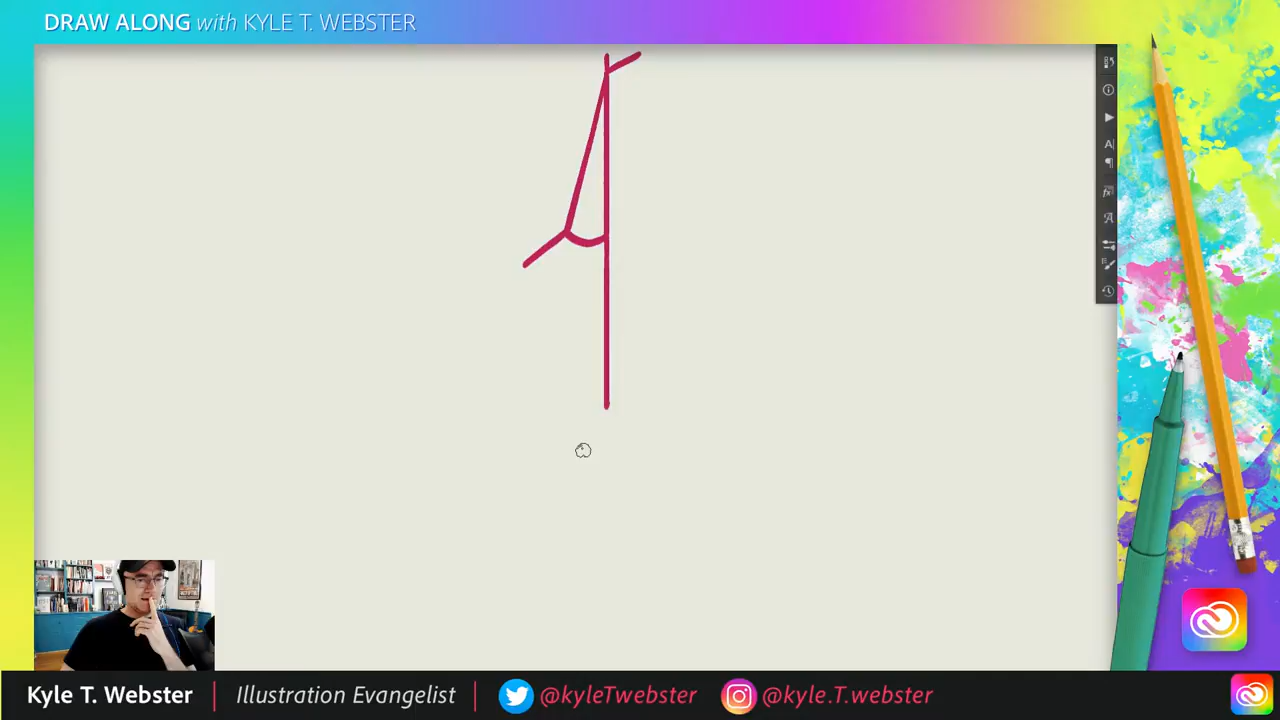 DRAW ALONG with KYLE T. WEBSTER
Kyle T. Webster | Illustration Evangelist | @kyleTwebster @kyle.T.webster